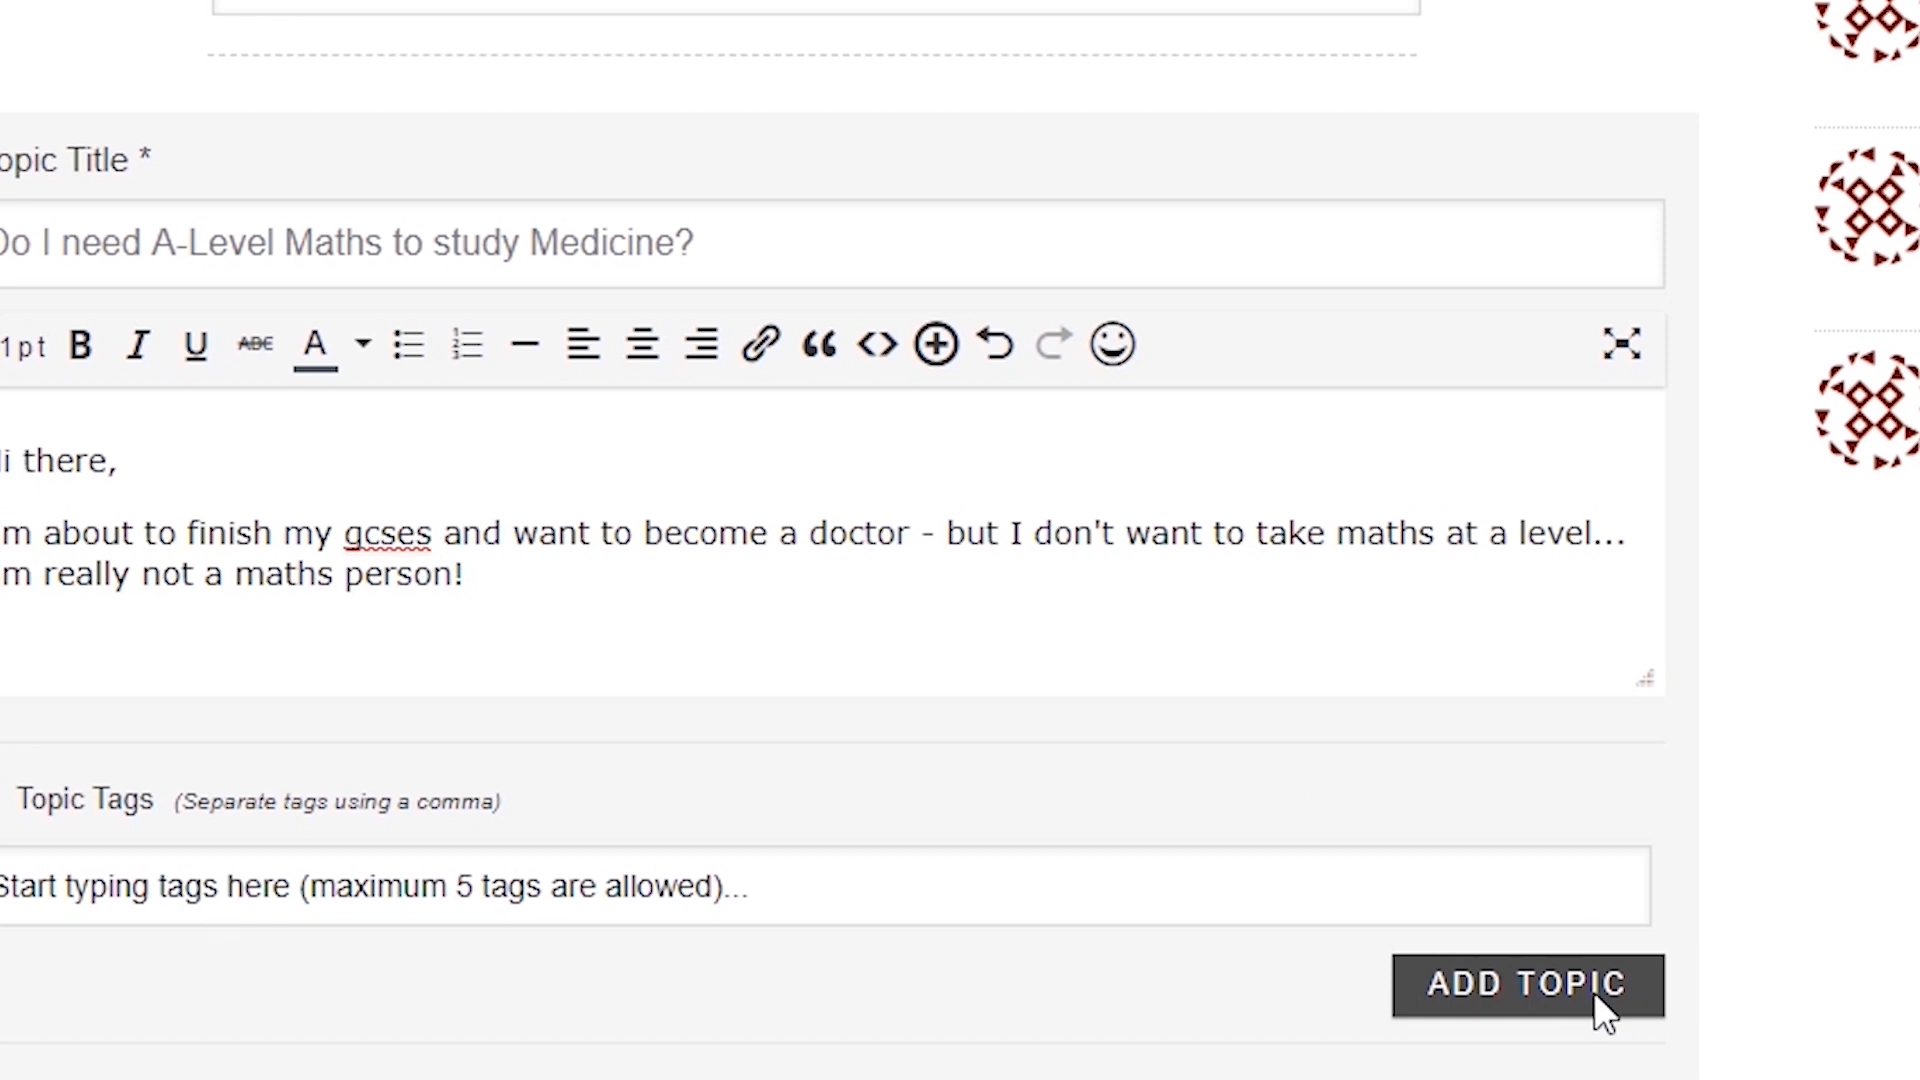 opic Title *
Do I need A-Level Maths to study Medicine?
1pt B I U ABC A
i there,
m about to finish my gcses and want to become a doctor - but I don't want to take maths at a level...
m really not a maths person!
Topic Tags (Separate tags using a comma)
Start typing tags here (maximum 5 tags are allowed)...
ADD TOPIC